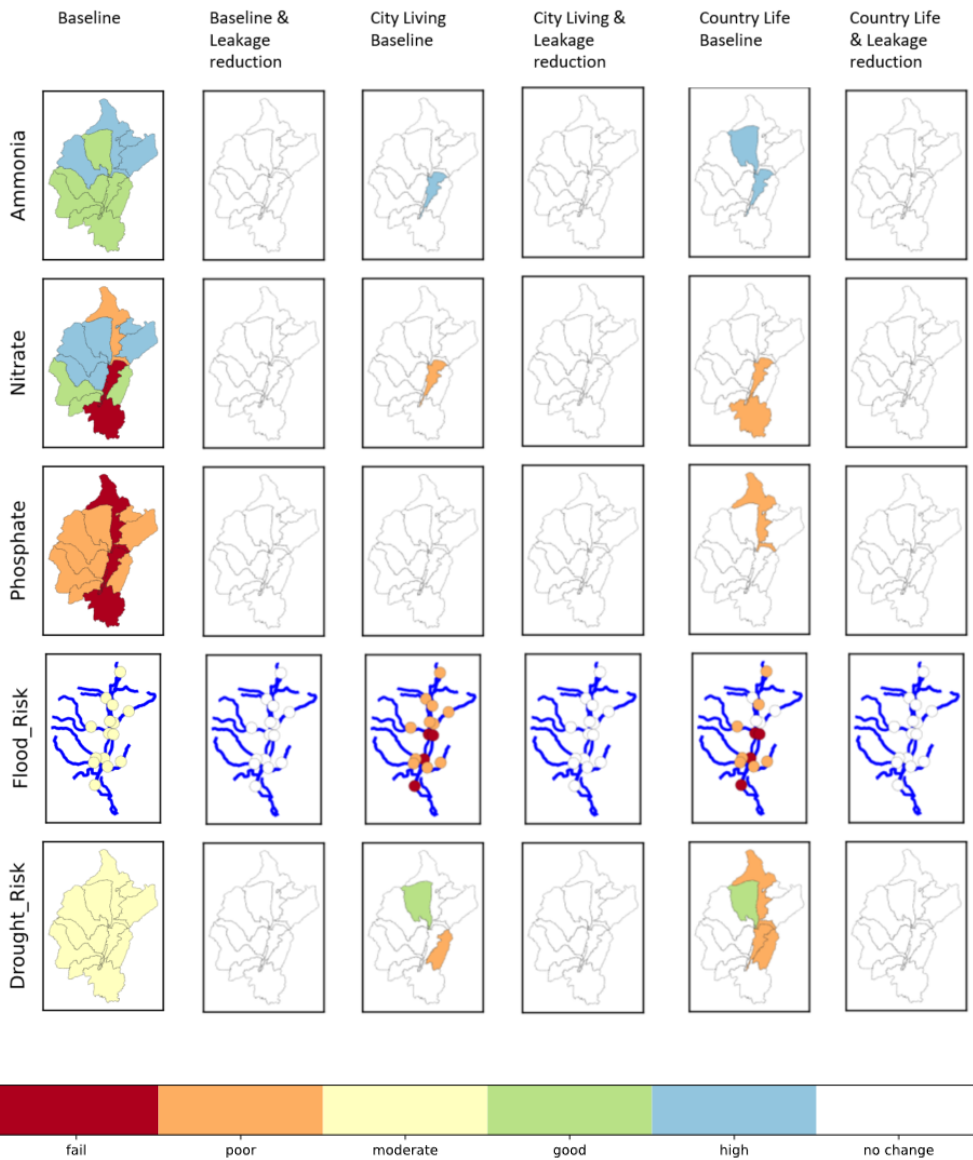 Baseline
Baseline &
Leakage
reduction
City Living
Baseline
City Living &
Leakage
reduction
Country Life
Baseline
Country Life
& Leakage
reduction
Ammonia
Nitrate
Phosphate
Flood_Risk
Drought_Risk
fail
poor
moderate
good
high
no change